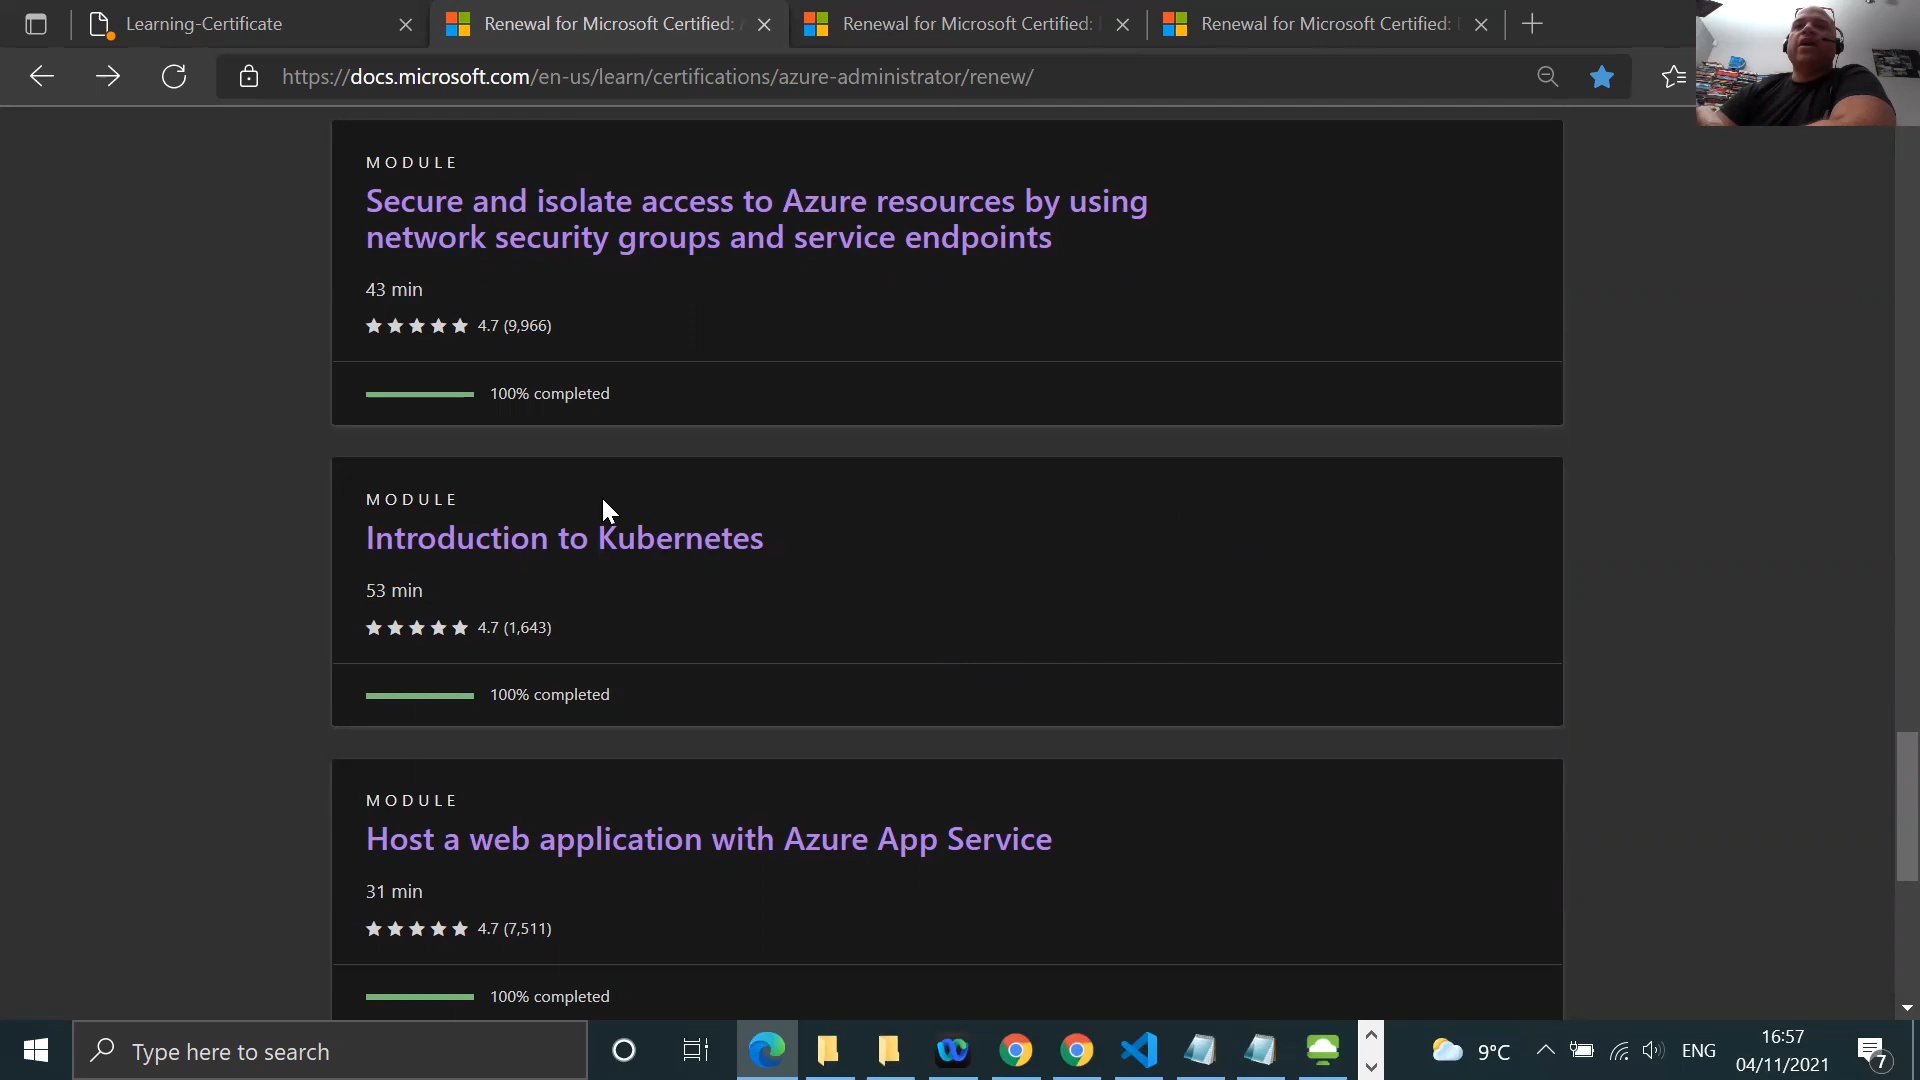 Learning-Certificate
Renewal for Microsoft Certified:
Renewal for Microsoft Certified:
Renewal for Microsoft Certified:
https://docs.microsoft.com/en-us/learn/certifications/azure-administrator/renew/
MODULE
Secure and isolate access to Azure resources by using
network security groups and service endpoints
43 min
4.7 (9,966)
100% completed
MODULE
Introduction to Kubernetes
53 min
4.7 (1,643)
100% completed
MODULE
Host a web application with Azure App Service
31 min
4.7 (7,511)
100% completed
Type here to search
9°C
ENG
16:57
04/11/2021
7